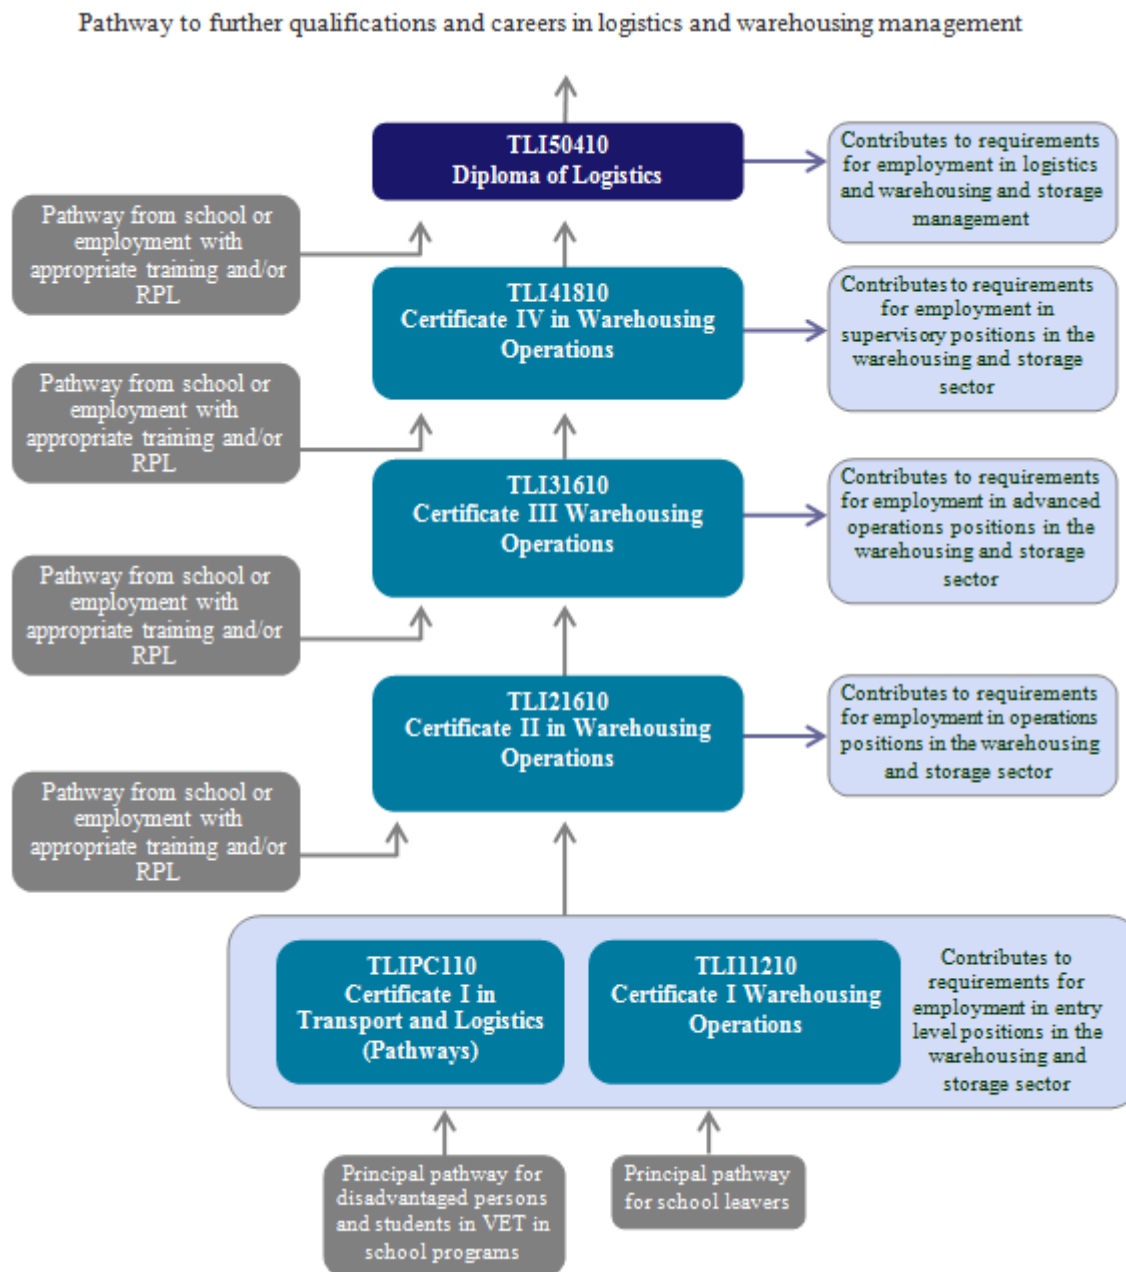 Pathway to further qualifications and careers in logistics and warehousing management
TLI50410
Diploma of Logistics
Contributes to requirements
for employment in logistics
and warehousing and storage
management
Pathway from school or
employment with
appropriate training and/or
RPL
TLI41810
Certificate IV in Warehousing
Operations
Contributes to requirements
for employment in
supervisory positions in the
warehousing and storage
sector
Pathway from school or
employment with
appropriate training and/or
RPL
TLI31610
Certificate III Warehousing
Operations
Contributes to requirements
for employment in advanced
operations positions in the
warehousing and storage
sector
Pathway from school or
employment with
appropriate training and/or
RPL
TLI21610
Certificate II in Warehousing
Operations
Contributes to requirements
for employment in operations
positions in the warehousing
and storage sector
Pathway from school or
employment with
appropriate training and/or
RPL
TLIPC110
Certificate I in
Transport and Logistics
(Pathways)
TLI11210
Certificate I Warehousing
Operations
Contributes to
requirements for
employment in entry
level positions in the
warehousing and
storage sector
Principal pathway for
disadvantaged persons
and students in VET in
school programs
Principal pathway
for school leavers